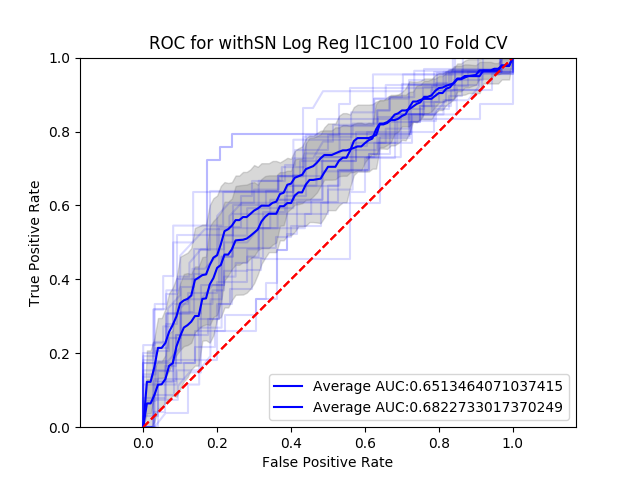 ROC for withSN Log Reg l1C100 10 Fold CV
True Positive Rate
1.0
0.8
0.6
0.4
0.2
0.0
Average AUC:0.6513464071037415
Average AUC:0.6822733017370249
0.0 0.2 0.4 0.6 0.8 1.0
False Positive Rate